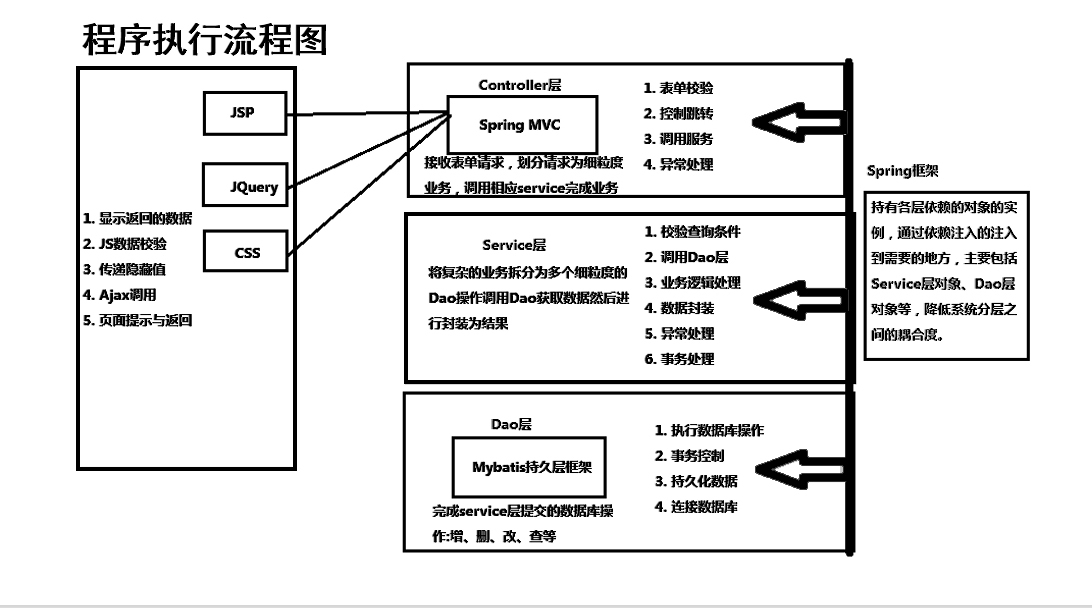 程序执行流程图
JSP
JQuery
CSS
1. 显示返回的数据
2. JS数据校验
3. 传递隐藏值
4. Ajax调用
5. 页面提示与返回
Controller层
Spring MVC
接收表单请求，划分请求为细粒度
业务，调用相应service完成业务
1. 表单校验
2. 控制跳转
3. 调用服务
4. 异常处理
Service层
将复杂的业务拆分为多个细粒度的
Dao操作调用Dao获取数据然后进
行封装为结果
1. 校验查询条件
2. 调用Dao层
3. 业务逻辑处理
4. 数据封装
5. 异常处理
6. 事务处理
Dao层
Mybatis持久层框架
完成service层提交的数据库操
作:增、删、改、查等
1. 执行数据库操作
2. 事务控制
3. 持久化数据
4. 连接数据库
Spring框架
持有各层依赖的对象的实
例，通过依赖注入的注入
到需要的地方，主要包括
Service层对象、Dao层
对象等，降低系统分层之
间的耦合度。